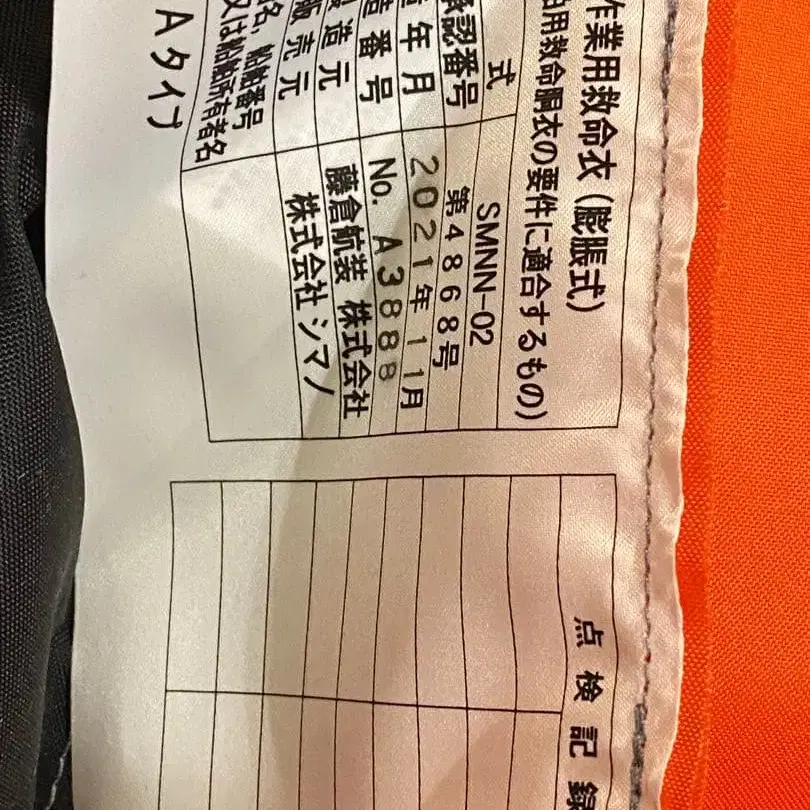 作業用救命衣(膨脹式)
用救命胴衣の要件に適合するもの)
式 SMNN-02
承認番号 第4868号
年月 2021年11月
番号 No. A3888
造元 藤倉航装 株式会社
販売元 株式会社シマノ
名,船舶番号
又は船舶所有者名
Aタイプ
点検記録